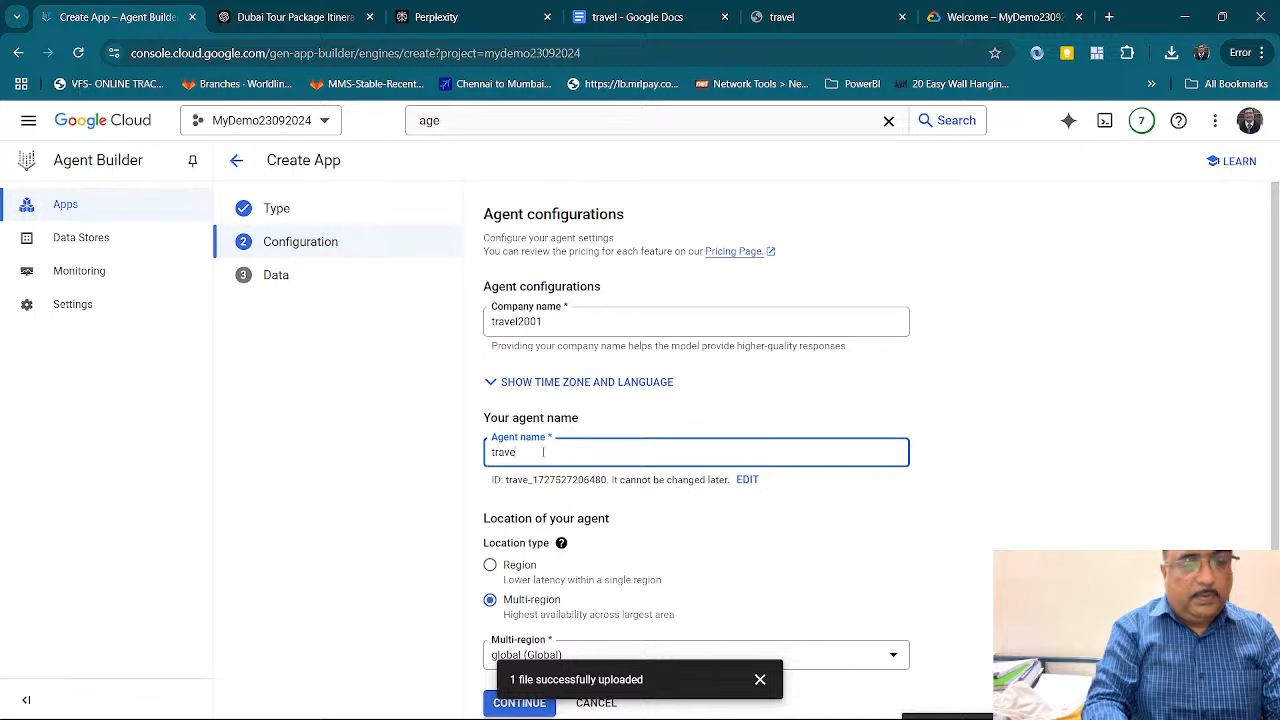 Create App – Agent Builder
Dubai Tour Package Itinera
Perplexity
travel - Google Docs
travel
Welcome – MyDemo2309
console.cloud.google.com/gen-app-builder/engines/create?project=mydemo23092024
Error
VFS- ONLINE TRAC...
Branches · Worldlin...
MMS-Stable-Recent...
Chennai to Mumbai...
https://lb.mrlpay.co...
Network Tools > Ne...
PowerBI
20 Easy Wall Hangin...
All Bookmarks
Google Cloud
MyDemo23092024
age
Search
7
Agent Builder
Create App
LEARN
Apps
Data Stores
Monitoring
Settings
Type
2 Configuration
3 Data
Agent configurations
Configure your agent settings
You can review the pricing for each feature on our Pricing Page.
Agent configurations
Company name *
travel2001
Providing your company name helps the model provide higher-quality responses
SHOW TIME ZONE AND LANGUAGE
Your agent name
Agent name *
trave
ID: trave_1727527206480. It cannot be changed later. EDIT
Location of your agent
Location type
Region
Lower latency within a single region
Multi-region
Highest availability across largest area
Multi-region *
global (Global)
1 file successfully uploaded
CONTINUE
CANCEL